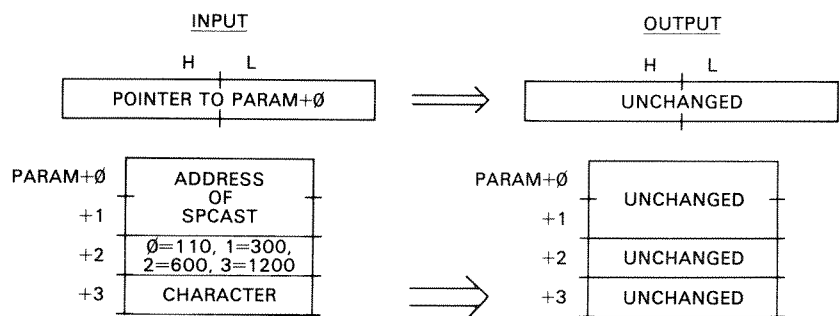 INPUT
OUTPUT
H L
H L
POINTER TO PARAM+Ø
UNCHANGED
PARAM+Ø
+1
+2
+3
ADDRESS
OF
SPCAST
Ø=110, 1=300,
2=600, 3=1200
CHARACTER
PARAM+Ø
+1
+2
+3
UNCHANGED
UNCHANGED
UNCHANGED